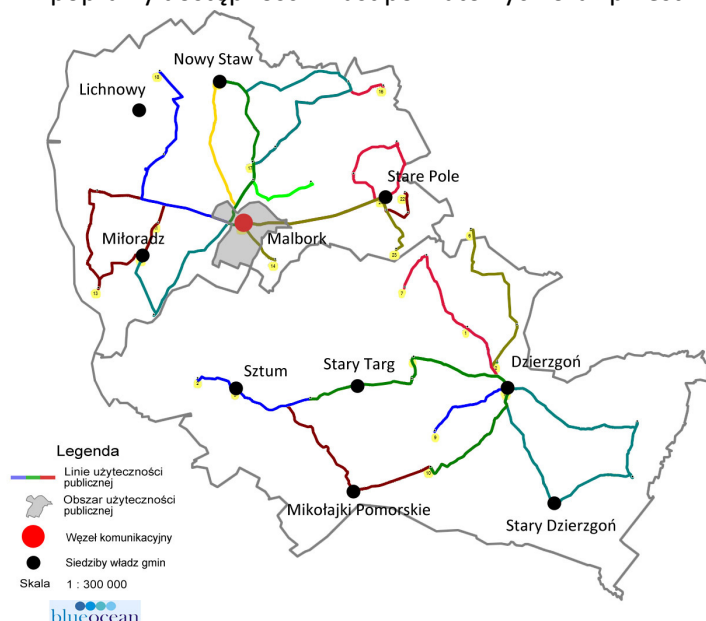 Nowy Staw
Lichnowy
Stare Pole
Malbork
Miłoradz
Sztum
Stary Targ
Dzierzgoń
Mikołajki Pomorskie
Stary Dzierzgoń
Legenda
Linie użyteczności
publicznej
Obszar użyteczności
publicznej
Węzeł komunikacyjny
Siedziby władz gmin
Skala 1 : 300 000
blueocean